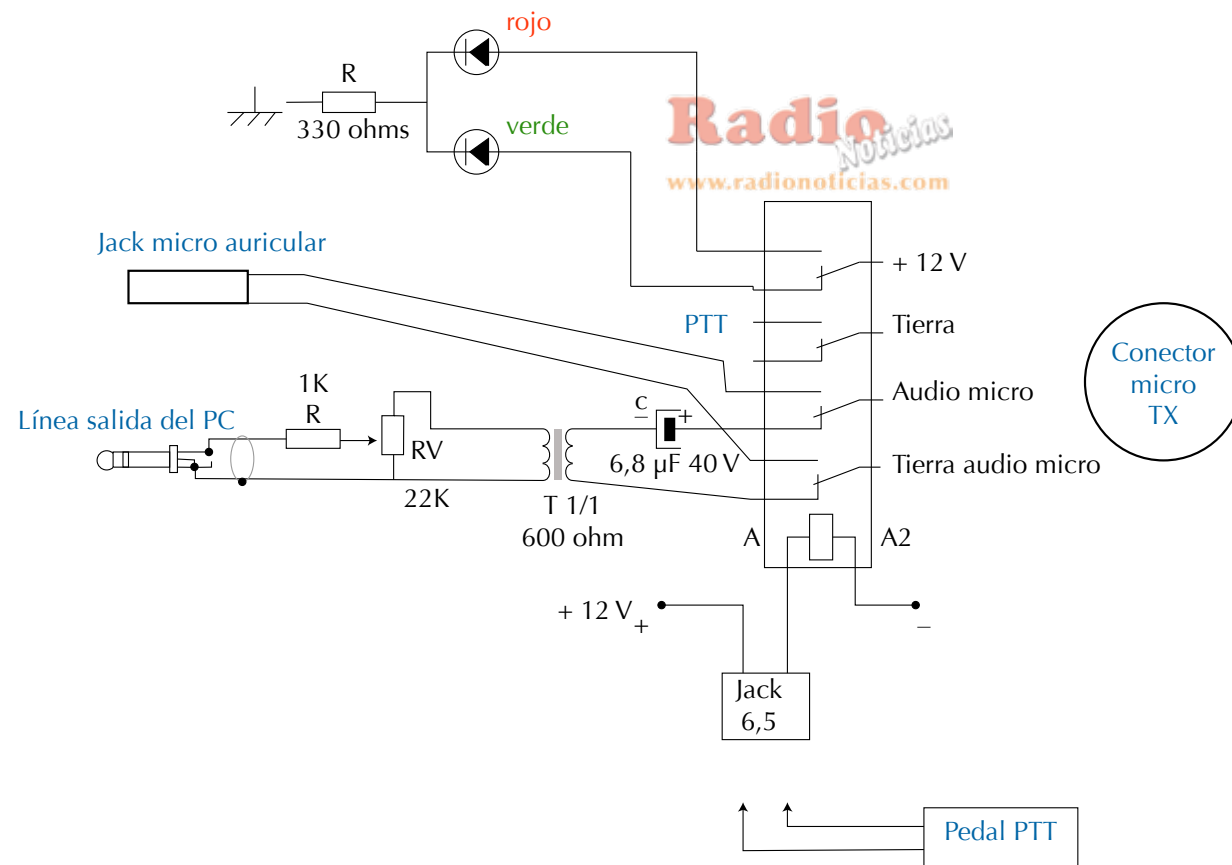 rojo
R
330 ohms
verde
Radio
Noticias
www.radionoticias.com
Jack micro auricular
+ 12 V
PTT
Tierra
Conector
micro
TX
1K
R
Audio micro
Línea salida del PC
RV
c
– +
6,8 µF 40 V
Tierra audio micro
22K
T 1/1
600 ohm
A
A2
+ 12 V +
–
Jack
6,5
Pedal PTT